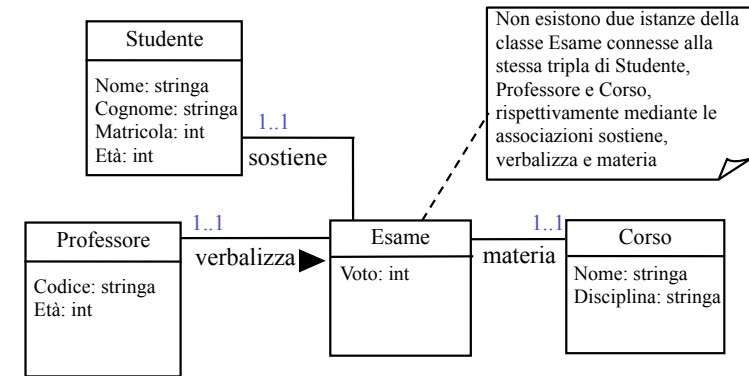 Studente
Nome: stringa
Cognome: stringa
Matricola: int
Età: int
1..1
sostiene
Non esistono due istanze della
classe Esame connesse alla
stessa tripla di Studente,
Professore e Corso,
rispettivamente mediante le
associazioni sostiene,
verbalizza e materia
Professore
Codice: stringa
Età: int
1..1
verbalizza
Esame
Voto: int
1..1
materia
Corso
Nome: stringa
Disciplina: stringa